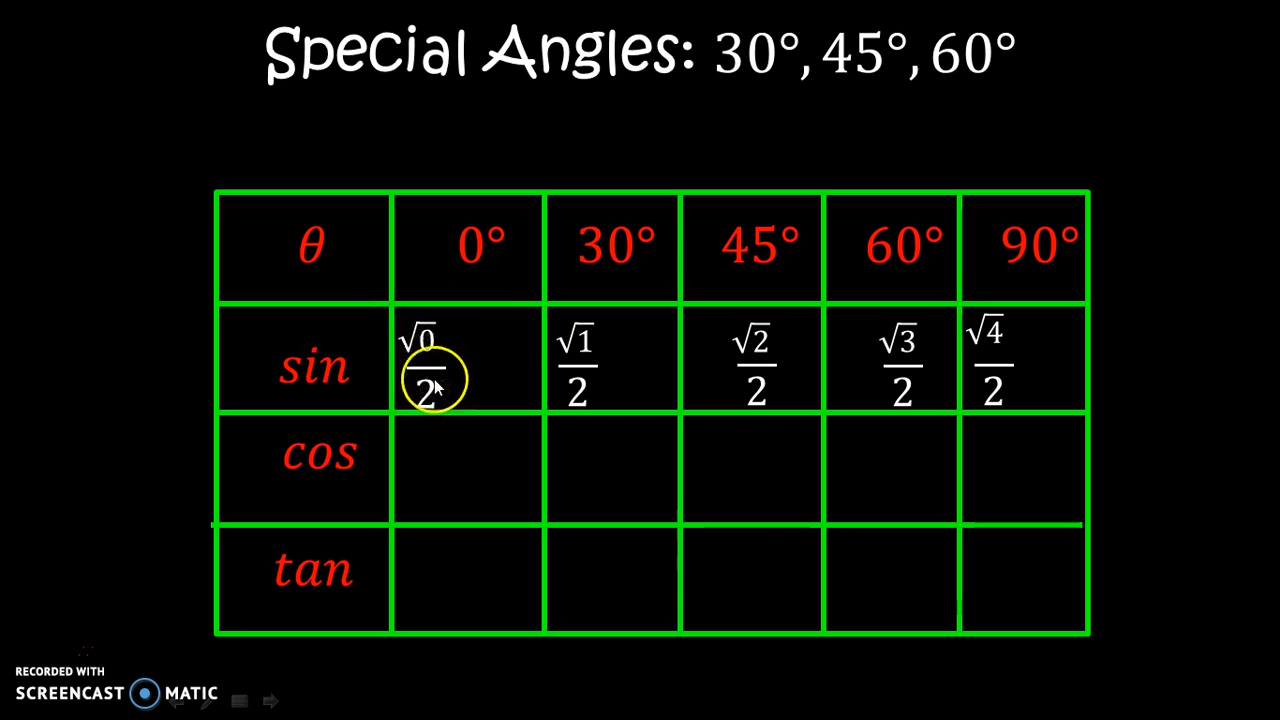 Special Angles: 30°, 45°, 60°
θ 0° 30° 45° 60° 90°
sin √0/2 √1/2 √2/2 √3/2 √4/2
cos
tan
RECORDED WITH
SCREENCAST MATIC